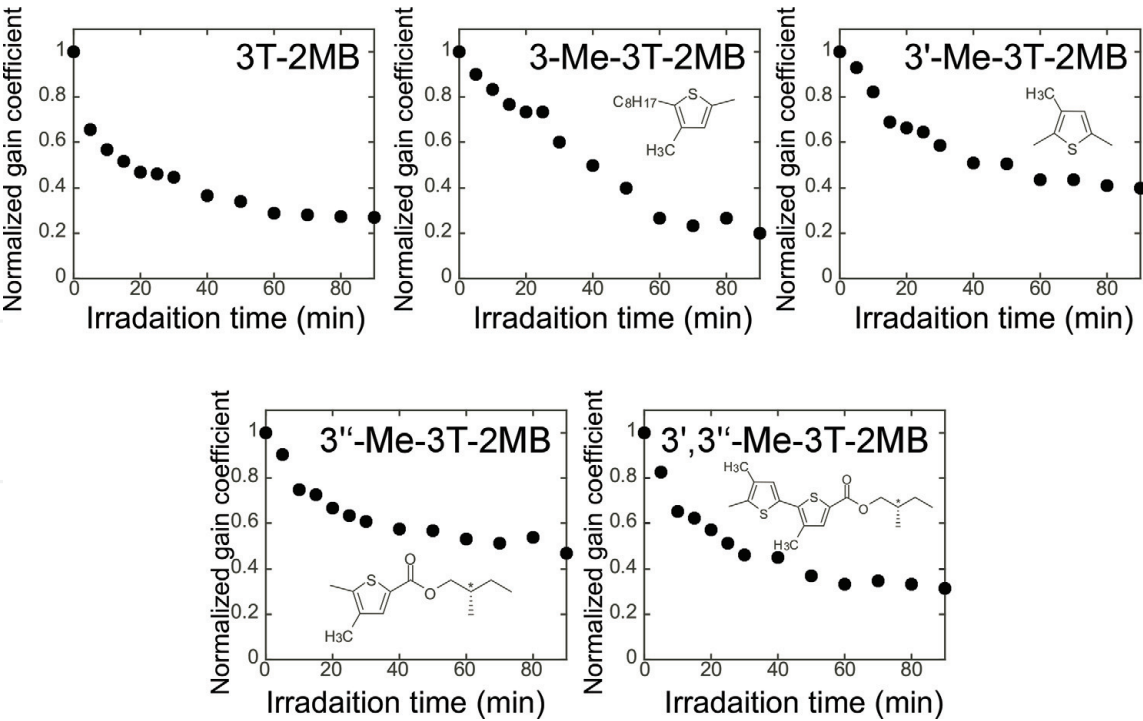 3T-2MB
Normalized gain coefficient
1
0.8
0.6
0.4
0.2
0
0 20 40 60 80
Irradaition time (min)
3-Me-3T-2MB
C8H17
S
H3C
Normalized gain coefficient
1
0.8
0.6
0.4
0.2
0
0 20 40 60 80
Irradaition time (min)
3'-Me-3T-2MB
H3C
S
Normalized gain coefficient
1
0.8
0.6
0.4
0.2
0
0 20 40 60 80
Irradaition time (min)
3"-Me-3T-2MB
O
S
*
O
H3C
Normalized gain coefficient
1
0.8
0.6
0.4
0.2
0
0 20 40 60 80
Irradaition time (min)
3',3"-Me-3T-2MB
H3C
O
S
*
O
S
H3C
Normalized gain coefficient
1
0.8
0.6
0.4
0.2
0
0 20 40 60 80
Irradaition time (min)